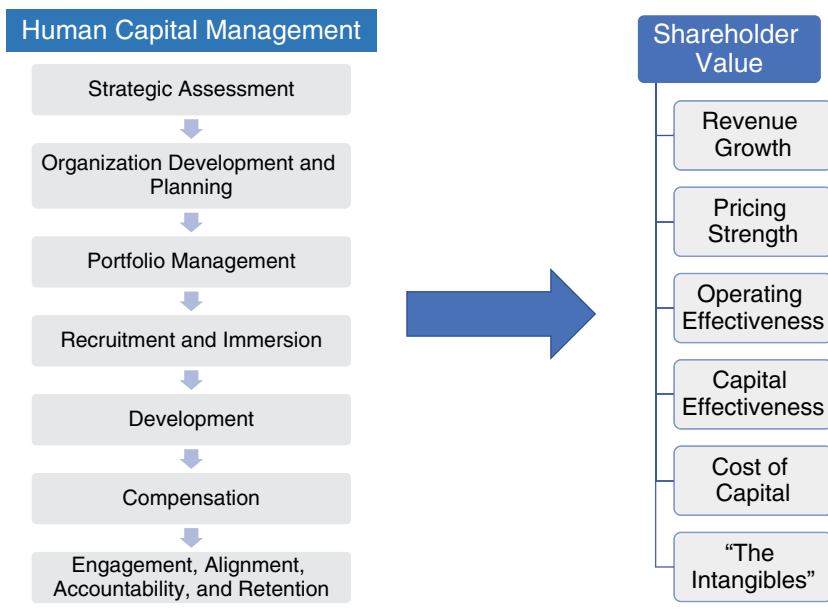 Human Capital Management
Strategic Assessment
Organization Development and
Planning
Portfolio Management
Recruitment and Immersion
Development
Compensation
Engagement, Alignment,
Accountability, and Retention
Shareholder
Value
Revenue
Growth
Pricing
Strength
Operating
Effectiveness
Capital
Effectiveness
Cost of
Capital
“The
Intangibles”